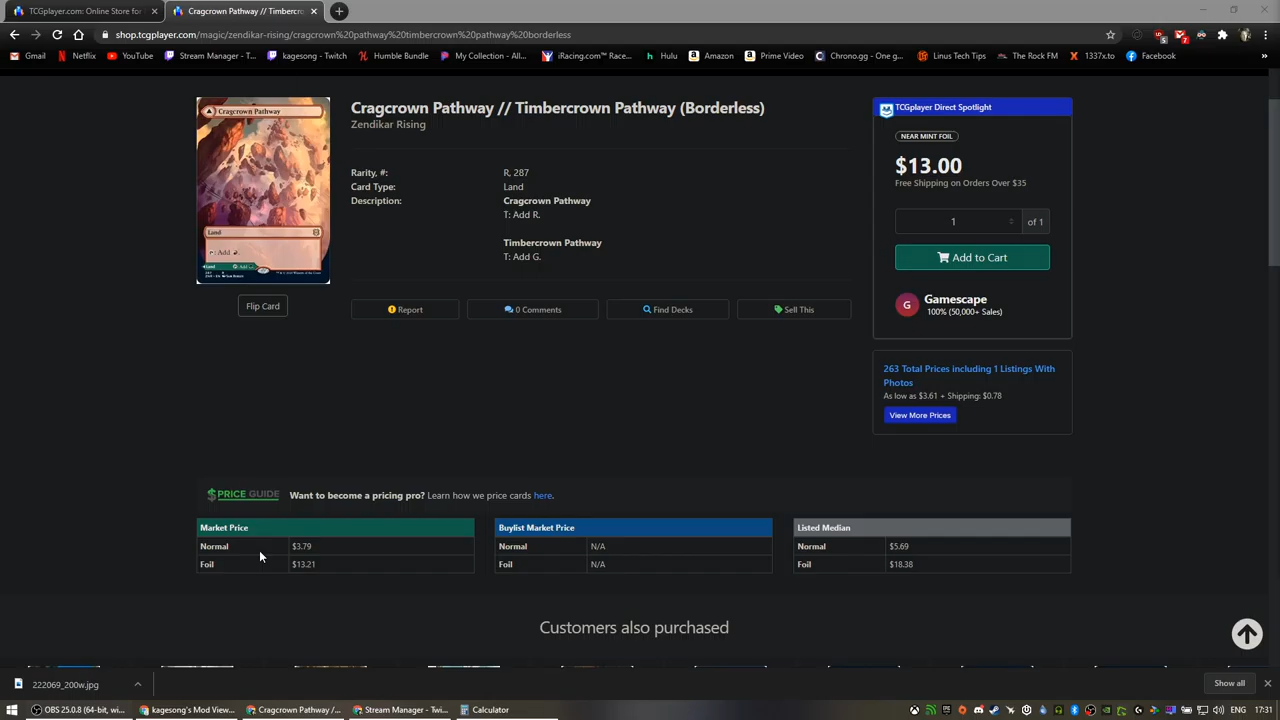 TCGplayer.com: Online Store for
Cragcrown Pathway // Timbercro
shop.tcgplayer.com/magic/zendikar-rising/cragcrown%20pathway%20timbercrown%20pathway%20borderless
Gmail Netflix YouTube Stream Manager - Twit... kagesong - Twitch Humble Bundle My Collection - All... iRacing.com™ Race... Hulu Amazon Prime Video Chrono.gg - One g... Linus Tech Tips The Rock FM 1337x.to Facebook »
Cragcrown Pathway
Land
: Add
Cragcrown Pathway // Timbercrown Pathway (Borderless)
Zendikar Rising
Rarity, #: R, 287
Card Type: Land
Description: Cragcrown Pathway
T: Add R.
Timbercrown Pathway
T: Add G.
Flip Card
Report
0 Comments
Find Decks
Sell This
TCGplayer Direct Spotlight
NEAR MINT FOIL
$13.00
Free Shipping on Orders Over $35
1 of 1
Add to Cart
G Gamescape
100% (50,000+ Sales)
263 Total Prices including 1 Listings With
Photos
As low as $3.61 + Shipping: $0.78
View More Prices
$ PRICE GUIDE Want to become a pricing pro? Learn how we price cards here.
Market Price
Normal $3.79
Foil $13.21
Buylist Market Price
Normal N/A
Foil N/A
Listed Median
Normal $5.69
Foil $18.38
Customers also purchased
222069_200w.jpg
Show all
OBS 25.0.8 (64-bit, wi... kagesong's Mod View... Cragcrown Pathway /... Stream Manager - Twi... Calculator ENG 17:31